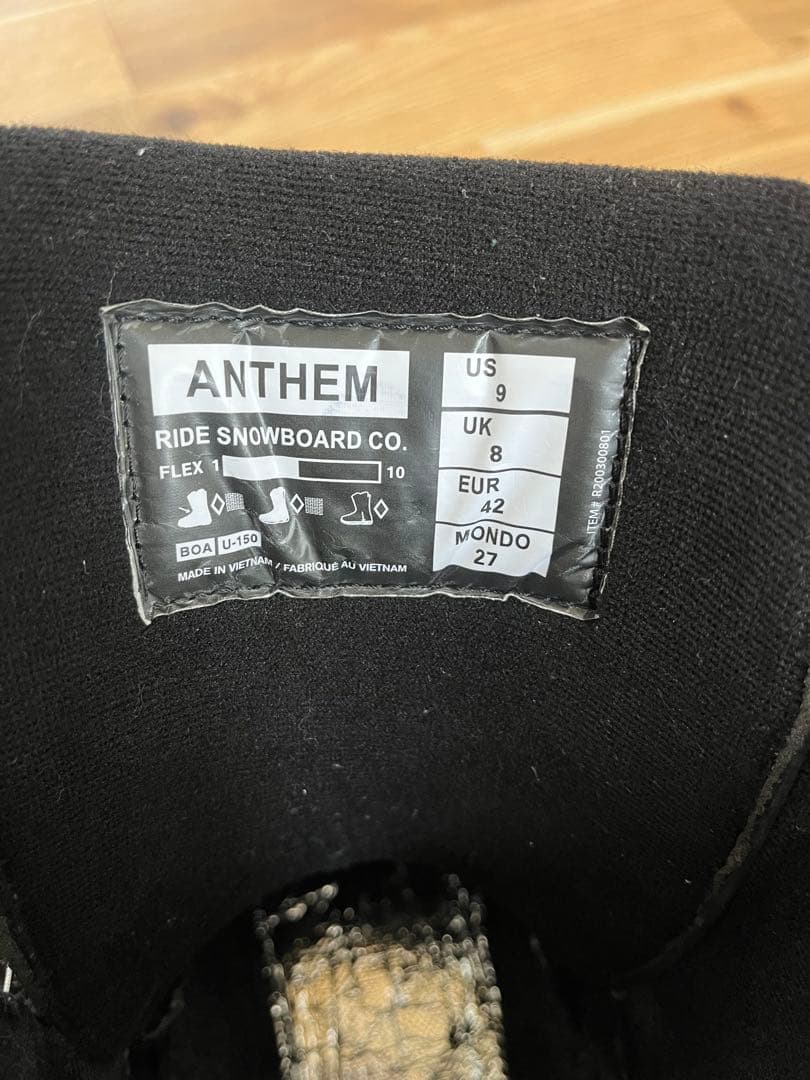 ANTHEM
RIDE SNOWBOARD CO.
FLEX 1 10
BOA U-150
MADE IN VIETNAM / FABRIQUÉ AU VIETNAM
US
9
UK
8
EUR
42
MONDO
27
ITEM# R200300801